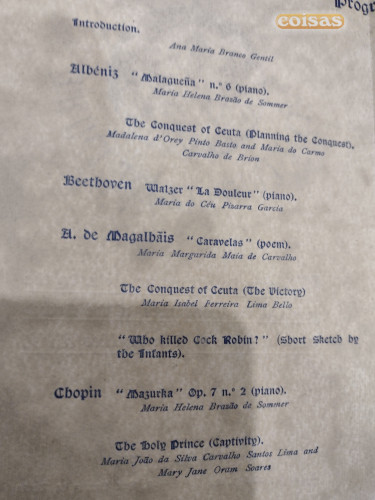 coisas
Progr
Introduction.
Ana Maria Branco Gentil
Albéniz "Malagueña" n.º 6 (piano).
Maria Helena Brasão de Sommer
The Conquest of Ceuta (Planning the Conquest).
Madalena d'Orey Pinto Basto and Maria do Carmo
Carvalho de Brion
Beethoven Walzer "La Douleur" (piano).
Maria do Céu Pisarra Garcia
A. de Magalhãis "Caravelas" (poem).
Maria Margarida Maia de Carvalho
The Conquest of Ceuta (The Victory)
Maria Isabel Ferreira Lima Bello
"Who killed Cock Robin?" (Short Sketch by
the Infants).
Chopin "Mazurka" Op. 7 n.º 2 (piano).
Maria Helena Brasão de Sommer
The Holy Prince (Captivity).
Maria João da Silva Carvalho Santos Lima and
Mary Jane Oram Soares